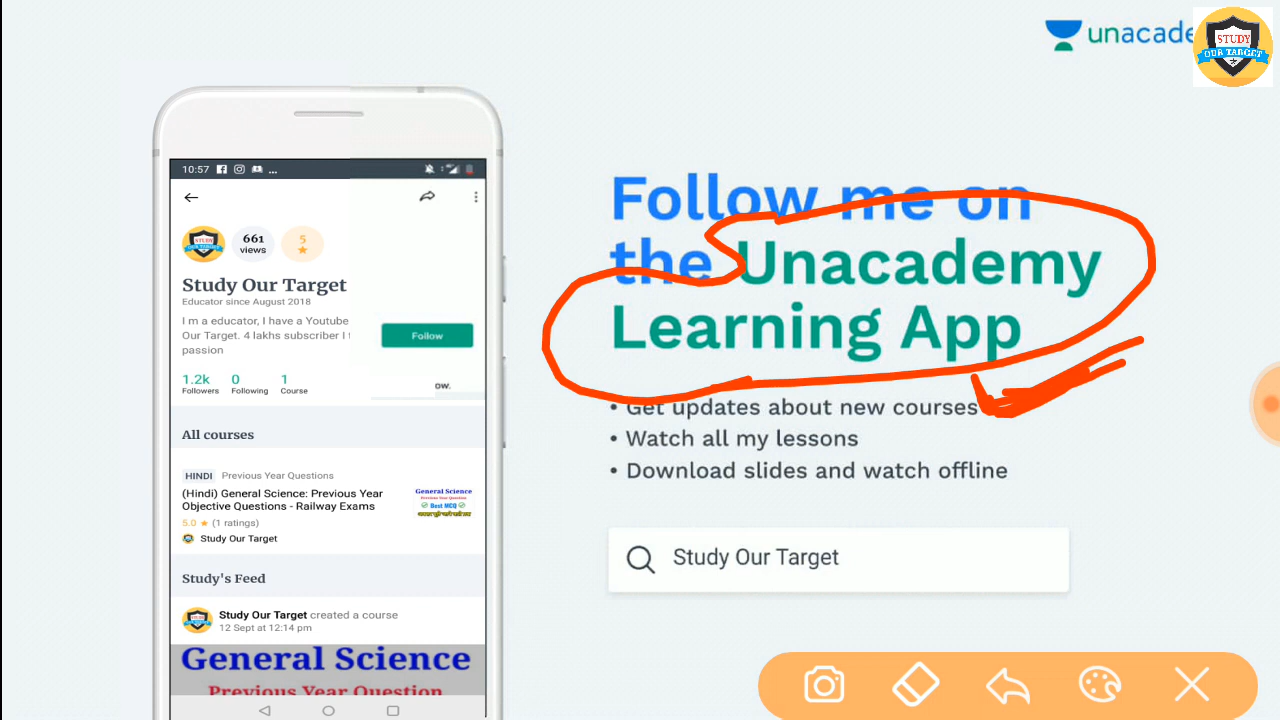 unacade
STUDY
OUR TARGET
10:57
661
views
5
Study Our Target
Educator since August 2018
I m a educator, I have a Youtube
Our Target. 4 lakhs subscriber I
passion
Follow
1.2k
Followers
0
Following
1
Course
ow.
All courses
HINDI Previous Year Questions
(Hindi) General Science: Previous Year
Objective Questions - Railway Exams
5.0 ★ (1 ratings)
Study Our Target
General Science
Previous Year Question
Best MCQ
Study's Feed
Study Our Target created a course
12 Sept at 12:14 pm
General Science
Previous Year Question
Follow me on
the Unacademy
Learning App
• Get updates about new courses
• Watch all my lessons
• Download slides and watch offline
Study Our Target